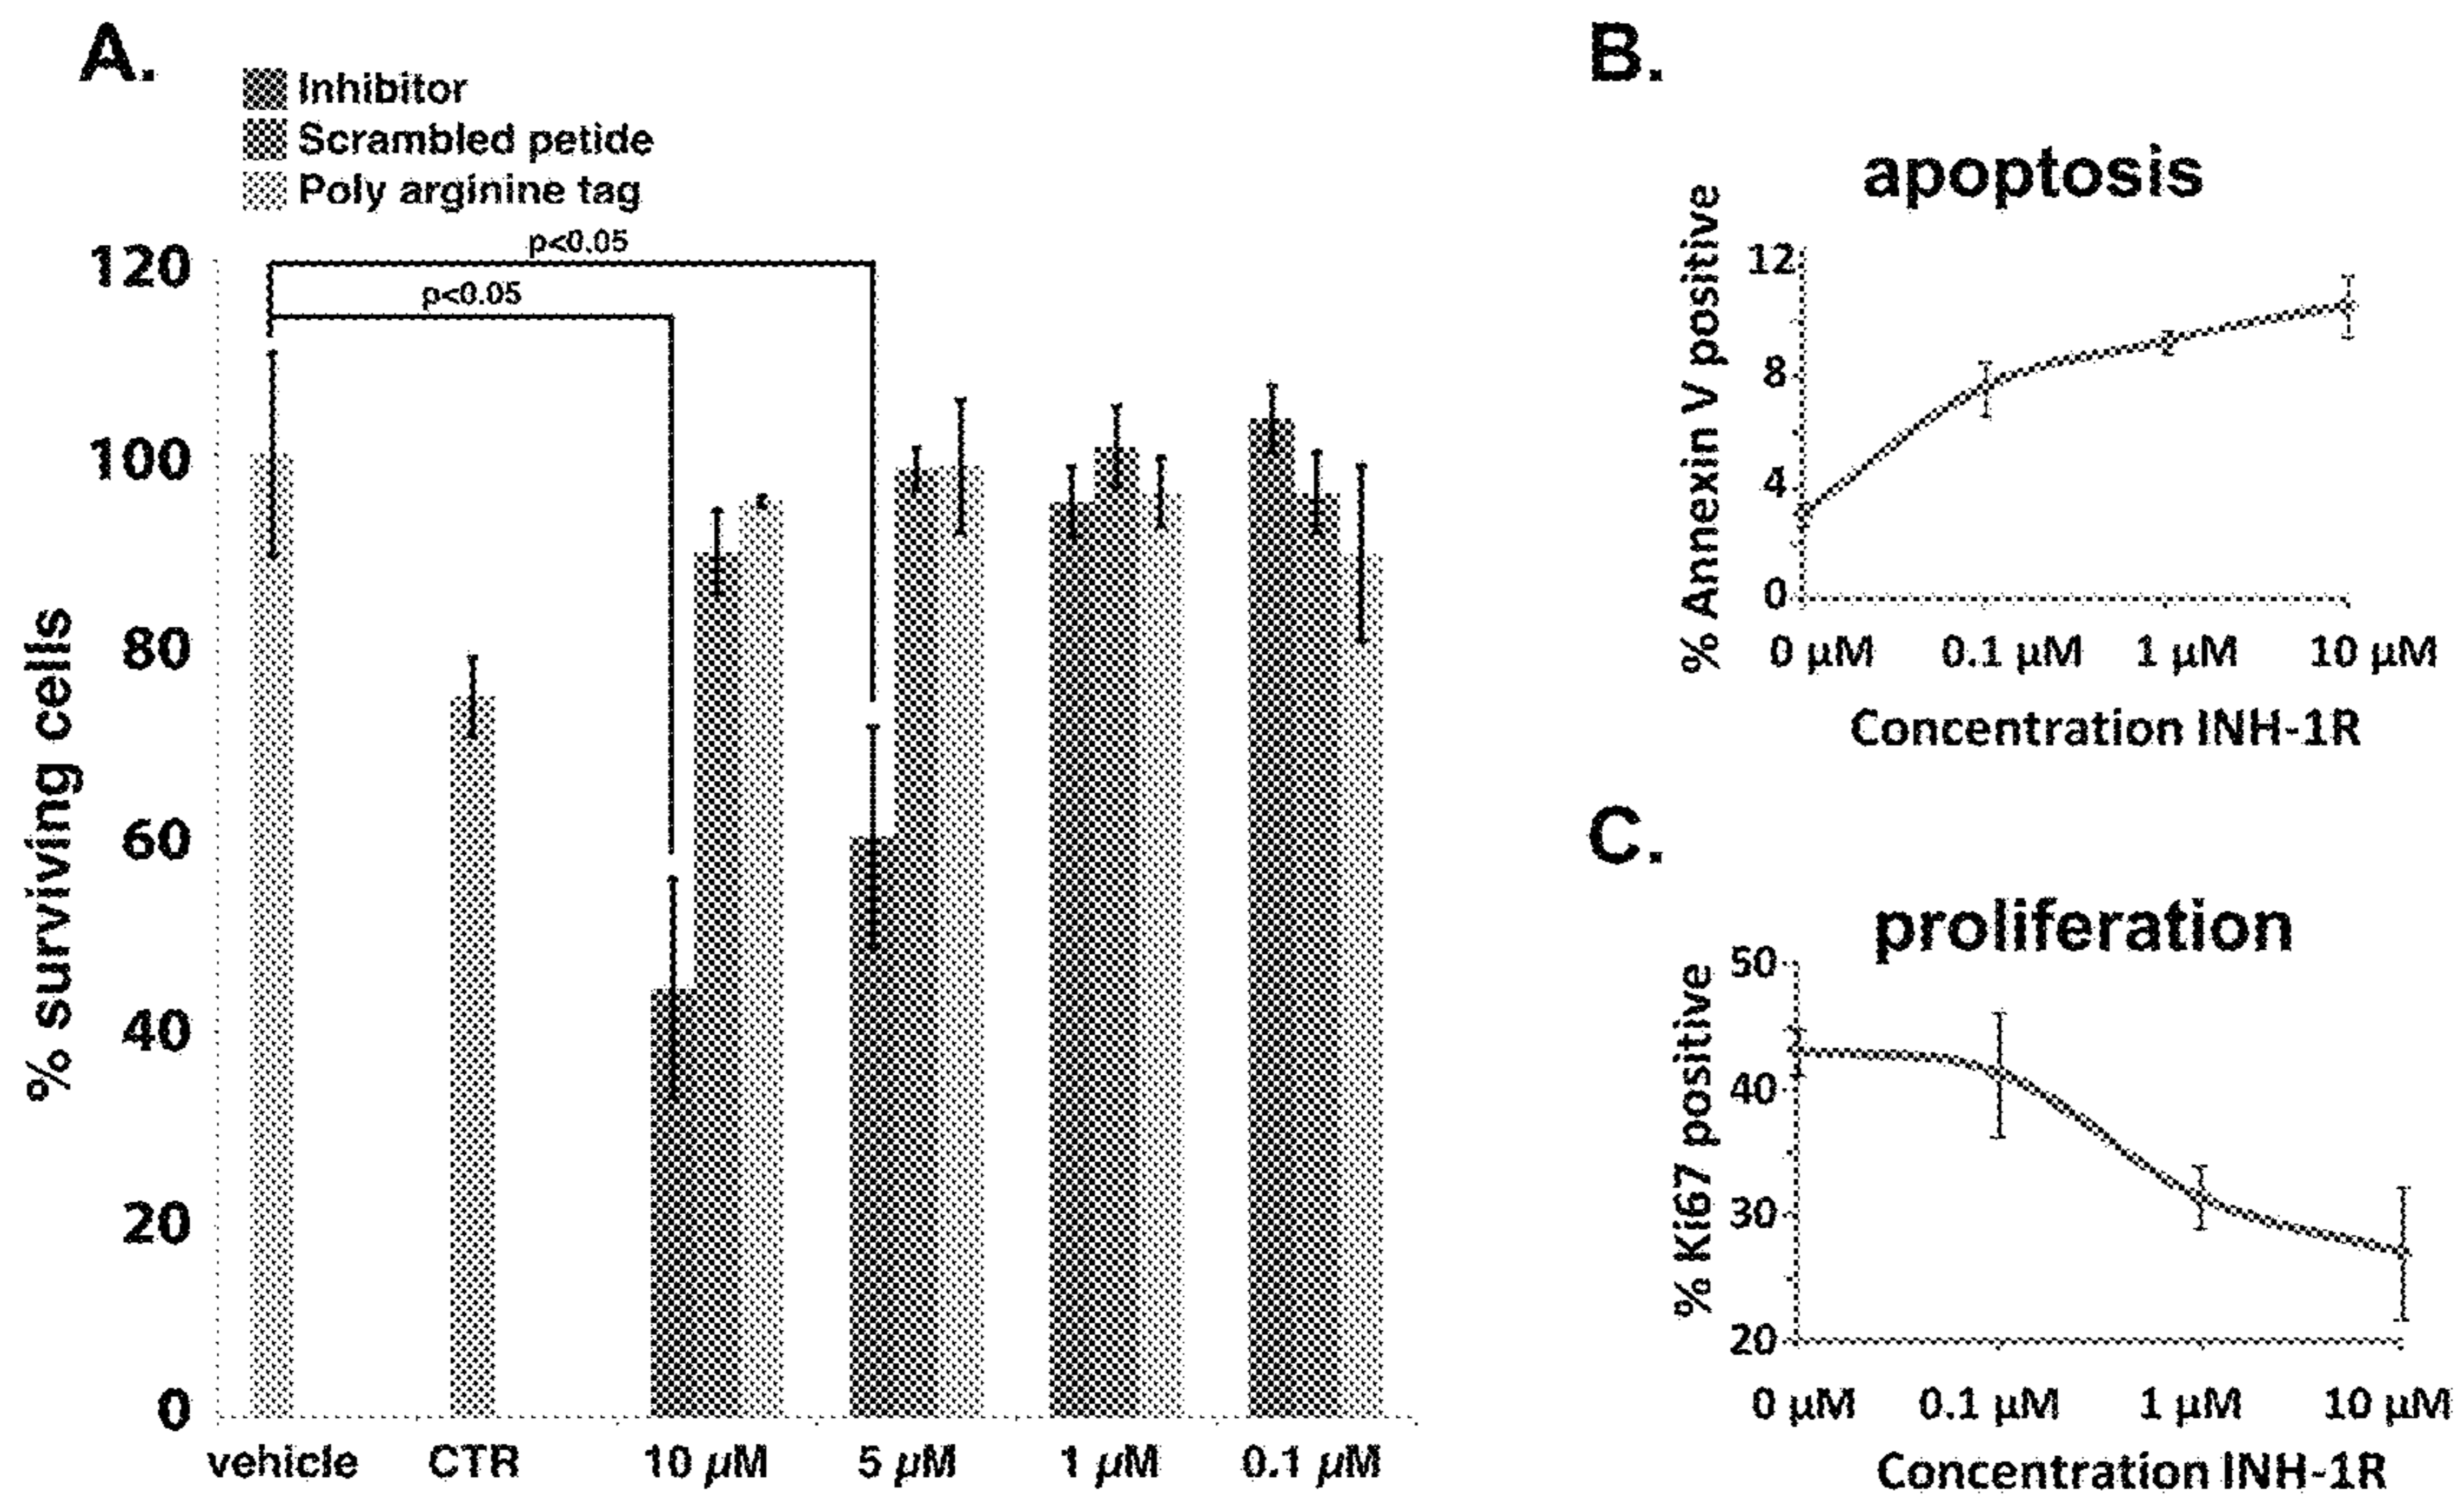 A.
Inhibitor
Scrambled petide
Poly arginine tag
p<0.05
p<0.05
% surviving cells
120
100
80
60
40
20
0
vehicle CTR 10 µM 5 µM 1 µM 0.1 µM
B.
apoptosis
% Annexin V positive
12
8
4
0
0 µM 0.1 µM 1 µM 10 µM
Concentration INH-1R
C.
proliferation
% Ki67 positive
50
40
30
20
0 µM 0.1 µM 1 µM 10 µM
Concentration INH-1R